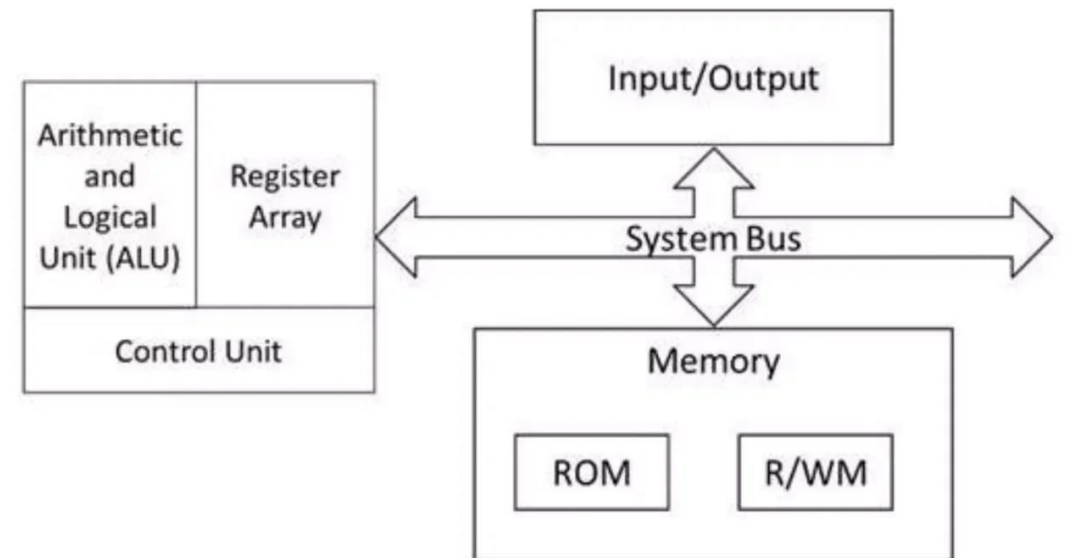 Input/Output
Arithmetic
and
Logical
Unit (ALU)
Register
Array
System Bus
Control Unit
Memory
ROM
R/WM